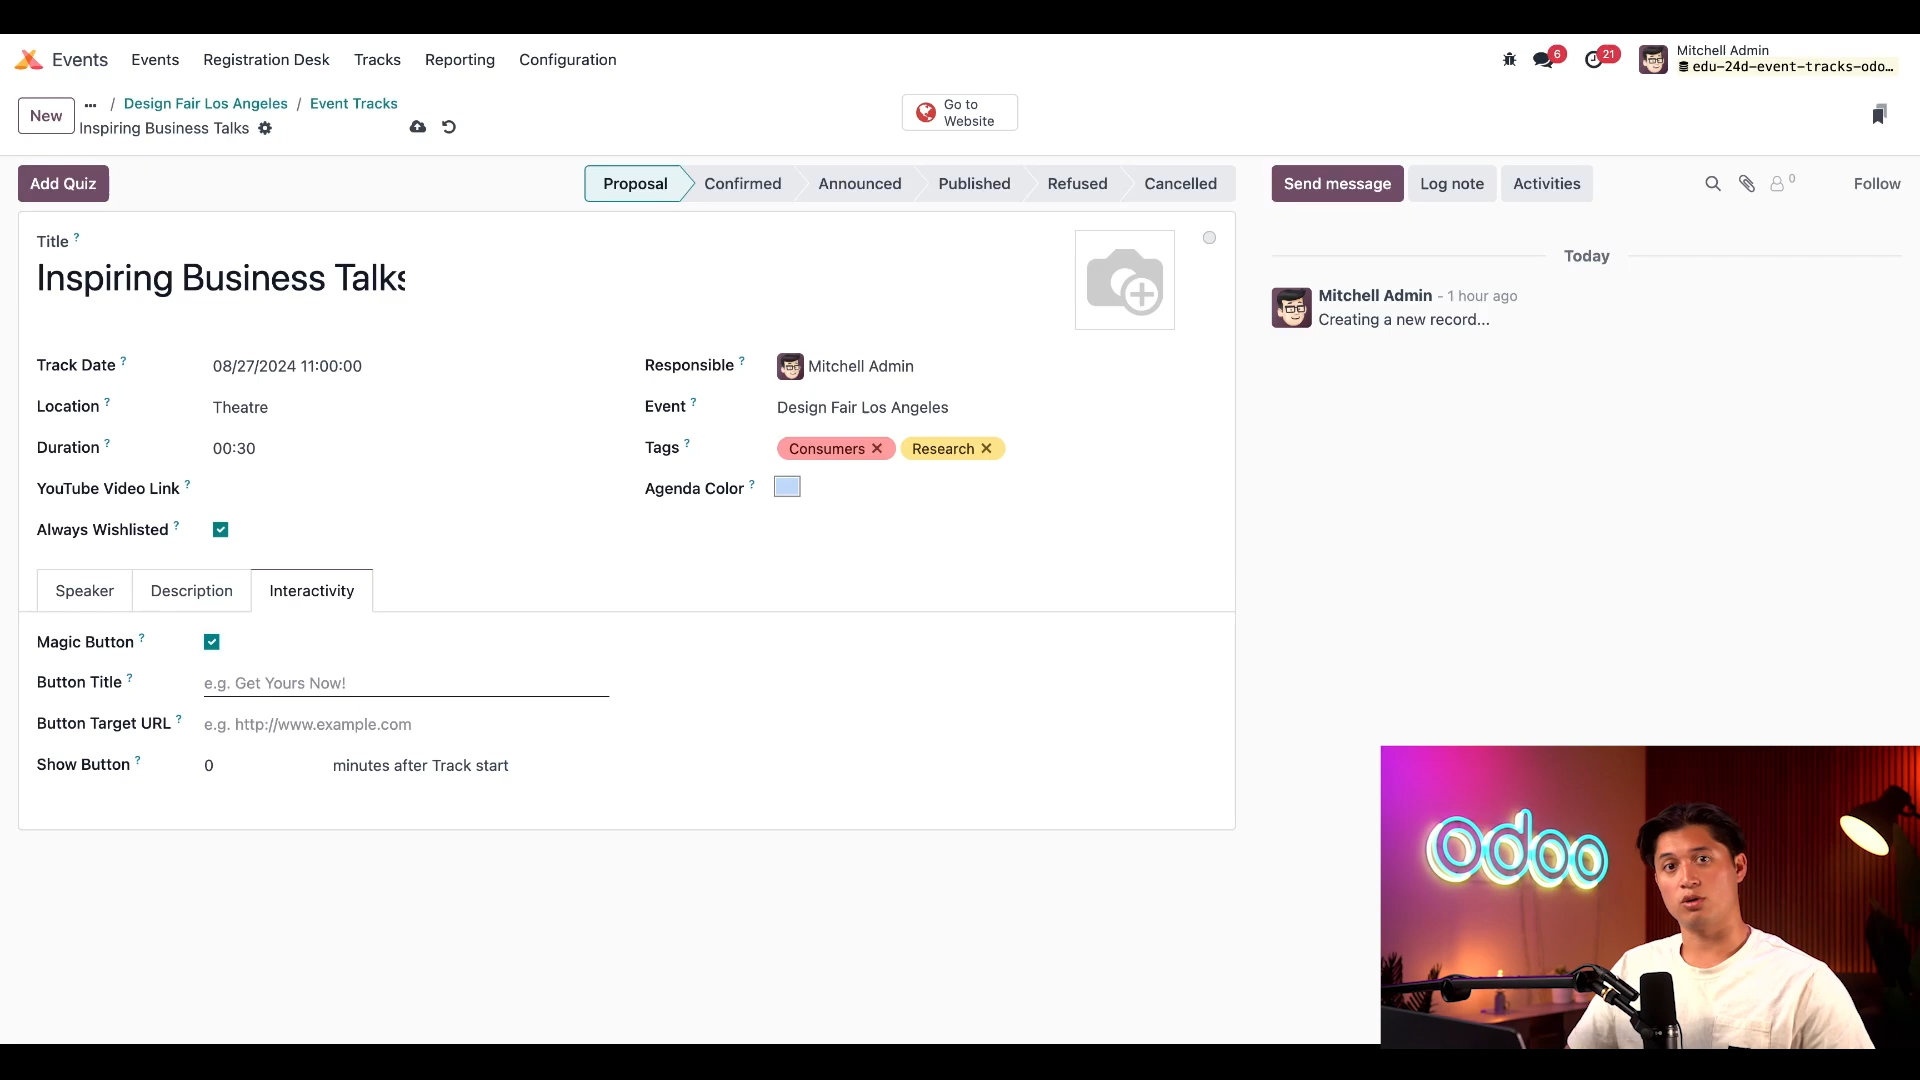 Events Events Registration Desk Tracks Reporting Configuration 6 21 Mitchell Admin
edu-24d-event-tracks-odo...
New ... / Design Fair Los Angeles / Event Tracks
Inspiring Business Talks
Go to
Website
Add Quiz Proposal Confirmed Announced Published Refused Cancelled Send message Log note Activities 0 Follow
Title ?
Inspiring Business Talks
Today
Mitchell Admin - 1 hour ago
Creating a new record...
Track Date ? 08/27/2024 11:00:00 Responsible ? Mitchell Admin
Location ? Theatre Event ? Design Fair Los Angeles
Duration ? 00:30 Tags ? Consumers ✕ Research ✕
YouTube Video Link ? Agenda Color ?
Always Wishlisted ?
Speaker Description Interactivity
Magic Button ?
Button Title ? e.g. Get Yours Now!
Button Target URL ? e.g. http://www.example.com
Show Button ? 0 minutes after Track start
odoo